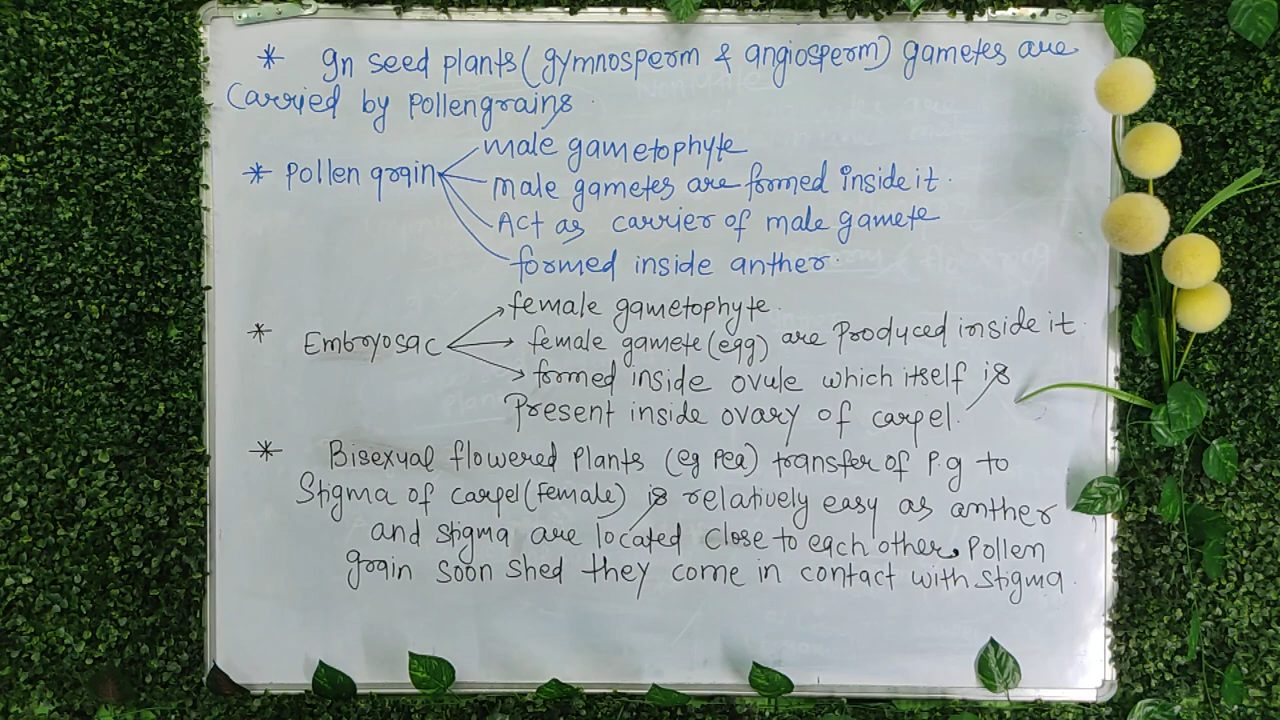 * In seed plants (gymnosperm & angiosperm) gametes are
carried by pollengrains.
* Pollen grain
male gametophyte
male gametes are formed inside it.
Act as carrier of male gamete
formed inside anther.
* Embryosac
female gametophyte.
female gamete (egg) are Produced inside it.
formed inside ovule which itself is
Present inside ovary of carpel.
* Bisexual flowered Plants (eg Pea) transfer of P.g to
Stigma of carpel (Female) is relatively easy as anther
and stigma are located close to each other. Pollen
grain soon shed they come in contact with stigma.